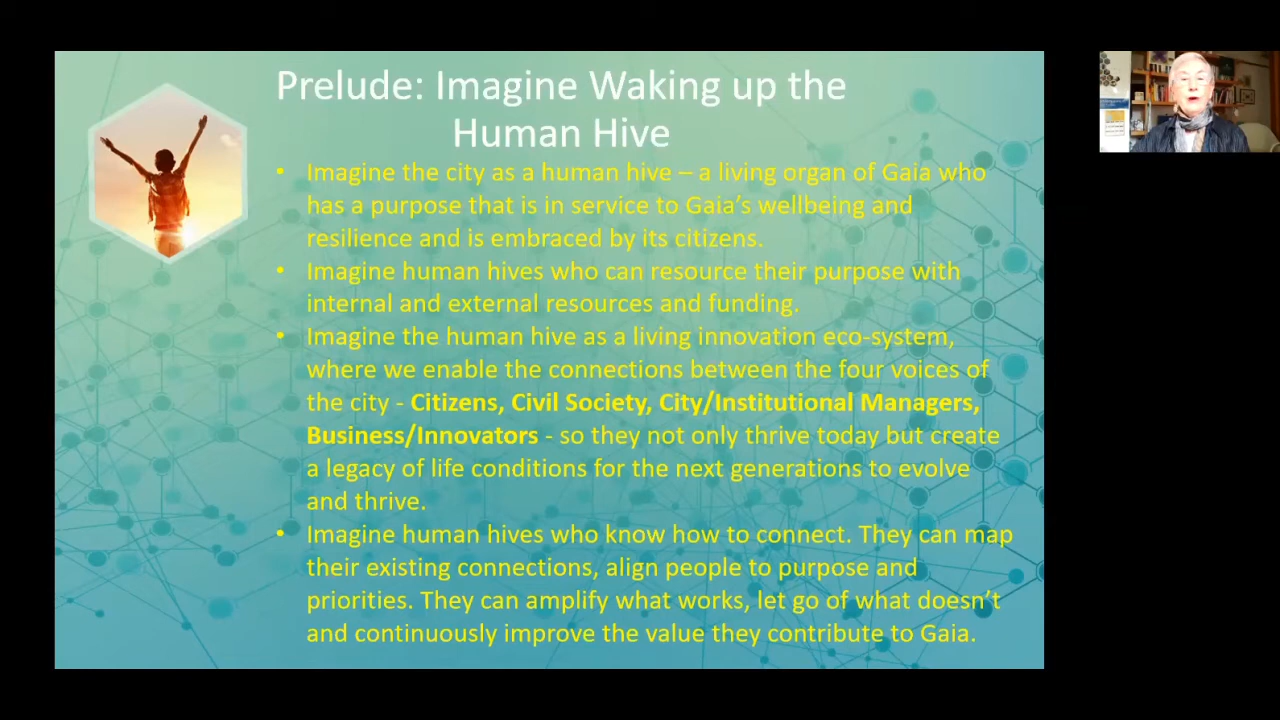 Prelude: Imagine Waking up the
Human Hive
• Imagine the city as a human hive – a living organ of Gaia who
has a purpose that is in service to Gaia's wellbeing and
resilience and is embraced by its citizens.
• Imagine human hives who can resource their purpose with
internal and external resources and funding.
• Imagine the human hive as a living innovation eco-system,
where we enable the connections between the four voices of
the city - Citizens, Civil Society, City/Institutional Managers,
Business/Innovators - so they not only thrive today but create
a legacy of life conditions for the next generations to evolve
and thrive.
• Imagine human hives who know how to connect. They can map
their existing connections, align people to purpose and
priorities. They can amplify what works, let go of what doesn't
and continuously improve the value they contribute to Gaia.